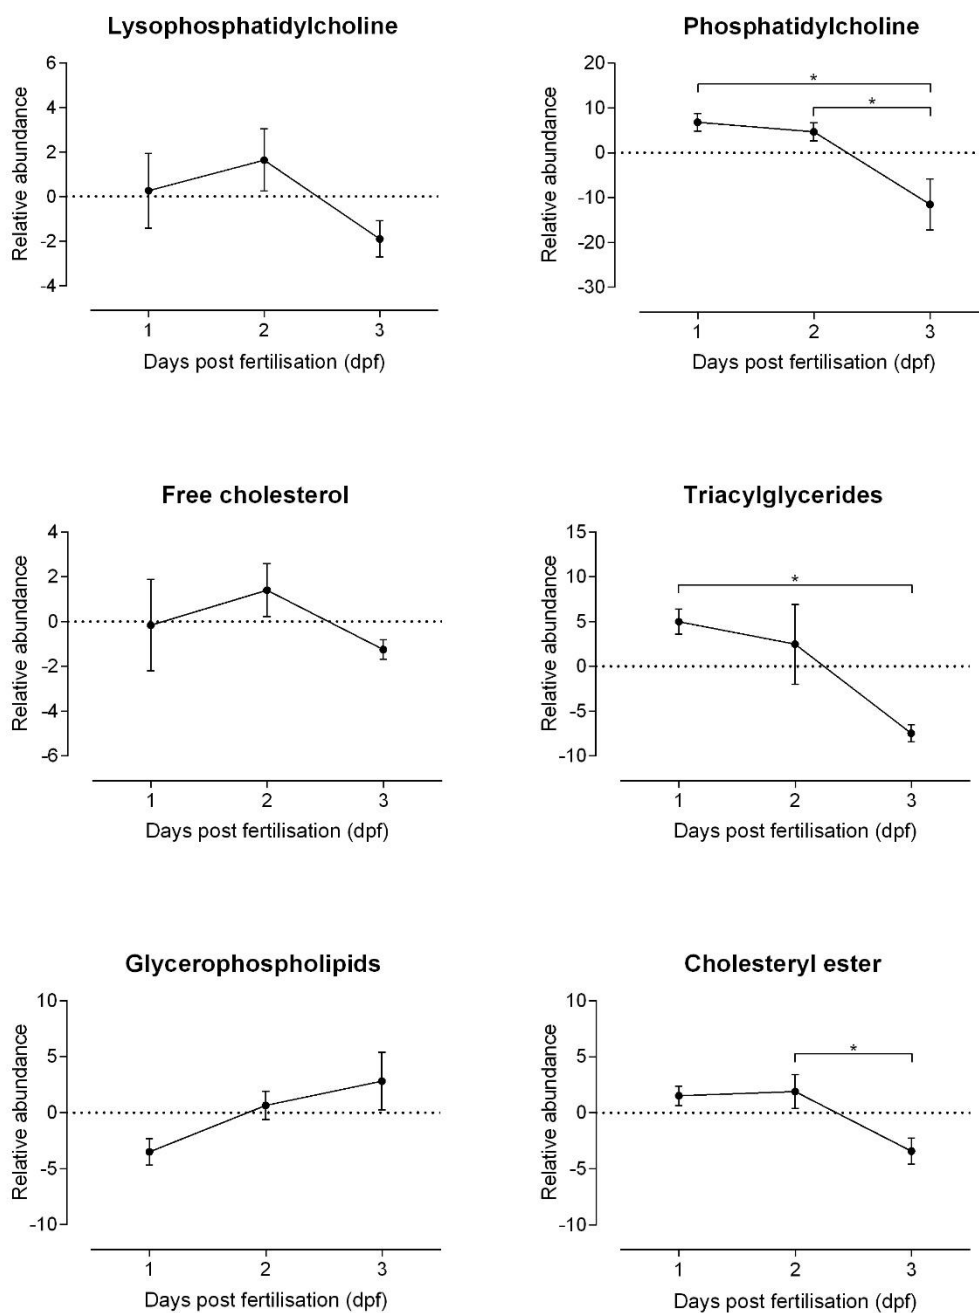 Lysophosphatidylcholine
Relative abundance
6
4
2
0
-2
-4
1 2 3
Days post fertilisation (dpf)
Phosphatidylcholine
Relative abundance
20
10
0
-10
-20
-30
*
*
1 2 3
Days post fertilisation (dpf)
Free cholesterol
Relative abundance
4
2
0
-2
-4
-6
1 2 3
Days post fertilisation (dpf)
Triacylglycerides
Relative abundance
15
10
5
0
-5
-10
*
1 2 3
Days post fertilisation (dpf)
Glycerophospholipids
Relative abundance
10
5
0
-5
-10
1 2 3
Days post fertilisation (dpf)
Cholesteryl ester
Relative abundance
10
5
0
-5
-10
*
1 2 3
Days post fertilisation (dpf)